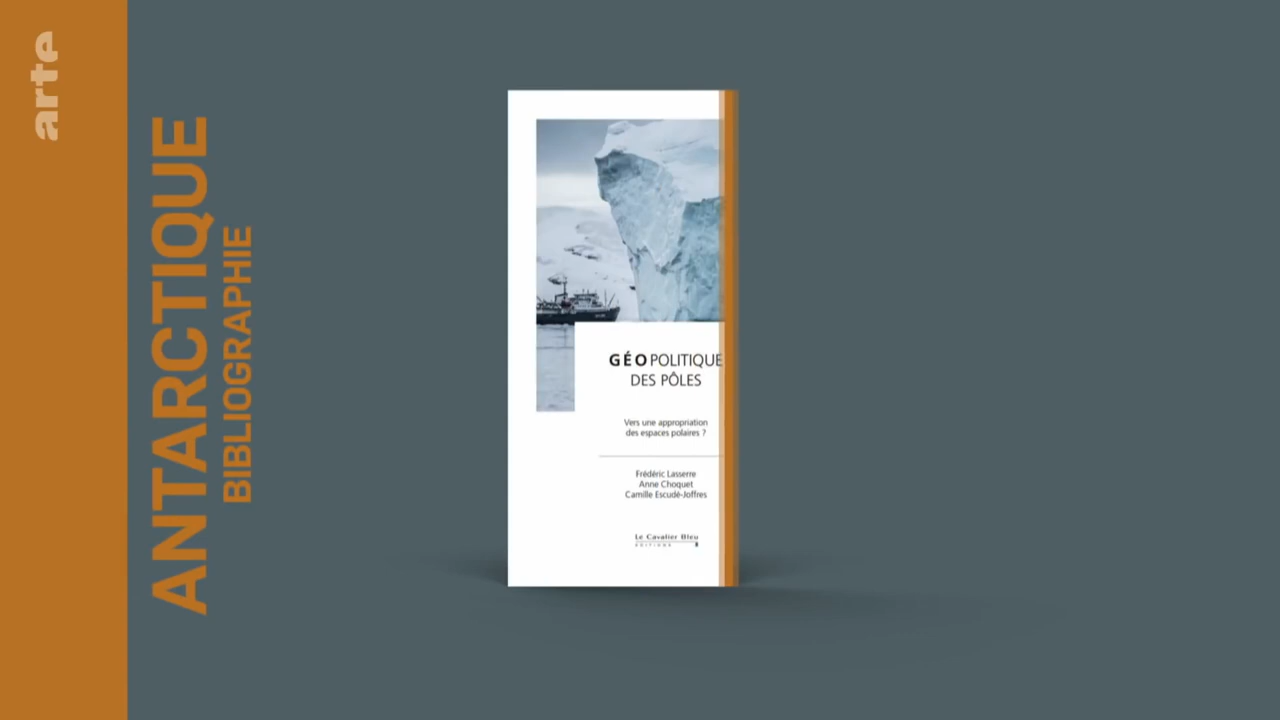 arte
ANTARCTIQUE
BIBLIOGRAPHIE
GÉOPOLITIQUE
DES PÔLES
Vers une appropriation
des espaces polaires ?
Frédéric Lasserre
Anne Choquet
Camille Escudé-Joffres
Le Cavalier Bleu
EDITIONS